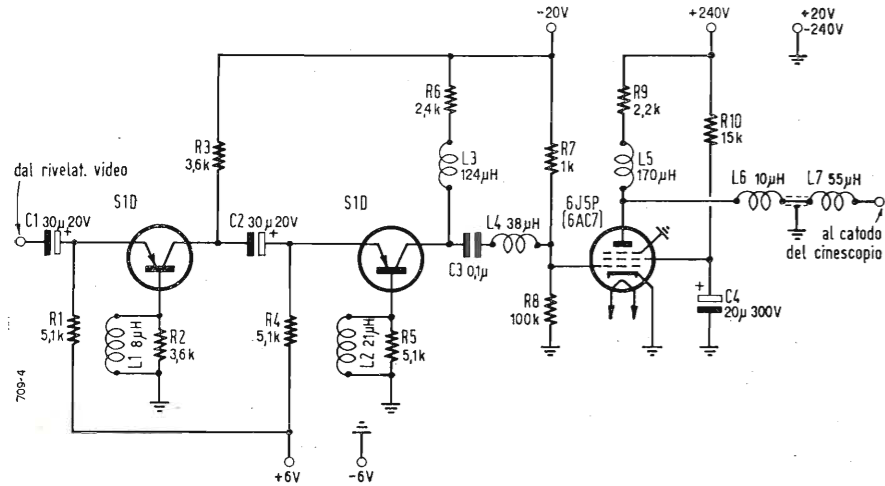 -20V
+240V
+20V
-240V
R6
2,4k
R9
2,2k
R10
15k
R3
3,6k
R7
1k
L3
124µH
L5
170µH
dal rivelat. video
S1D
S1D
L6 10µH
L7 55µH
C1 30µ 20V
+
C2 30µ 20V
+
L4 38µH
6J5P
(6AC7)
al catodo
del cinescopio
C3 0,1µ
R1
5,1k
L1 8µH
R2
3,6k
R4
5,1k
L2 21µH
R5
5,1k
R8
100k
+
C4
20µ 300V
709-4
+6V
-6V